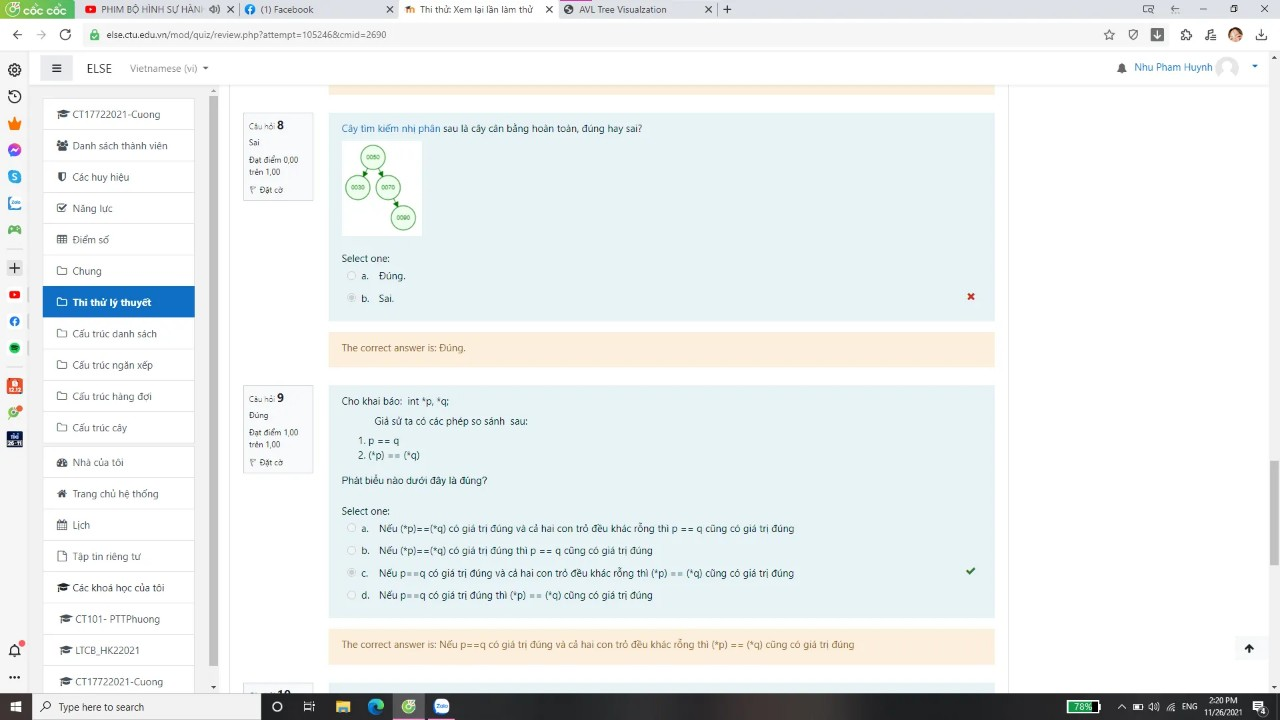 cốc cốc
PHIM BỘ HÌNH SỰ HÀNH
(1) Facebook
Thi thử: Xem lại lần làm thử
AVL Tree Visualzation
else.ctu.edu.vn/mod/quiz/review.php?attempt=105246&cmid=2690
ELSE
Vietnamese (vi)
Nhu Pham Huynh
CT17722021-Cuong
Danh sách thành viên
Các huy hiệu
Năng lực
Điểm số
Chung
Thi thử lý thuyết
Cấu trúc danh sách
Cấu trúc ngăn xếp
Cấu trúc hàng đợi
Cấu trúc cây
Nhà của tôi
Trang chủ hệ thống
Lịch
Tập tin riêng tư
Các khoá học của tôi
CT101- PTTPhuong
LTCB_HK22021
CT17722021-Cuong
Câu hỏi 8
Sai
Đạt điểm 0,00
trên 1,00
Đặt cờ
Cây tìm kiếm nhị phân sau là cây cân bằng hoàn toàn, đúng hay sai?
0030
0070
Select one:
a. Đúng.
b. Sai.
The correct answer is: Đúng.
Câu hỏi 9
Đúng
Đạt điểm 1,00
trên 1,00
Đặt cờ
Cho khai báo: int *p, *q;
Giả sử ta có các phép so sánh sau:
1. p == q
2. (*p) == (*q)
Phát biểu nào dưới đây là đúng?
Select one:
a. Nếu (*p)==(*q) có giá trị đúng và cả hai con trỏ đều khác rỗng thì p == q cũng có giá trị đúng
b. Nếu (*p)==(*q) có giá trị đúng thì p == q cũng có giá trị đúng
c. Nếu p==q có giá trị đúng và cả hai con trỏ đều khác rỗng thì (*p) == (*q) cũng có giá trị đúng
d. Nếu p==q có giá trị đúng thì (*p) == (*q) cũng có giá trị đúng
The correct answer is: Nếu p==q có giá trị đúng và cả hai con trỏ đều khác rỗng thì (*p) == (*q) cũng có giá trị đúng
Type here to search
Zalo
78%
ENG
2:20 PM
11/26/2021